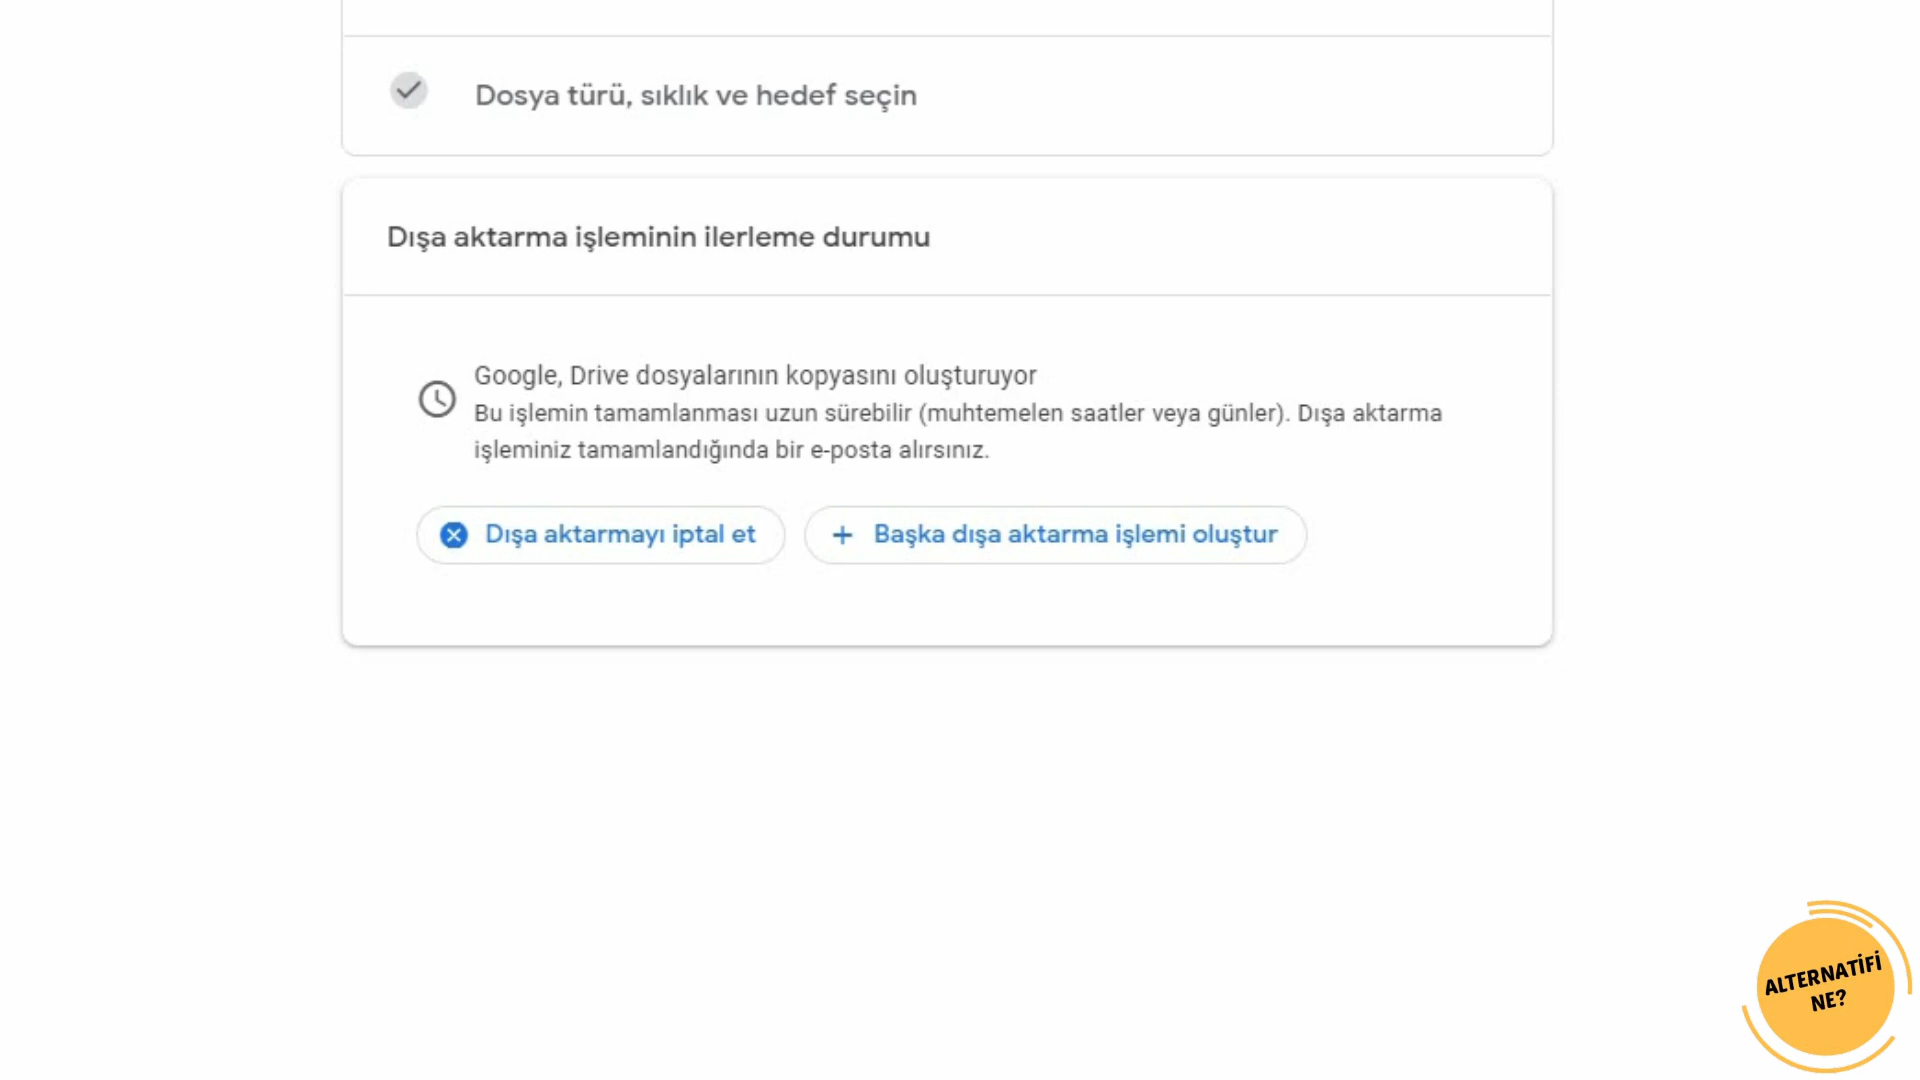 Dosya türü, sıklık ve hedef seçin
Dışa aktarma işleminin ilerleme durumu
Google, Drive dosyalarının kopyasını oluşturuyor
Bu işlemin tamamlanması uzun sürebilir (muhtemelen saatler veya günler). Dışa aktarma
işleminiz tamamlandığında bir e-posta alırsınız.
Dışa aktarmayı iptal et
Başka dışa aktarma işlemi oluştur
ALTERNATİFİ
NE?